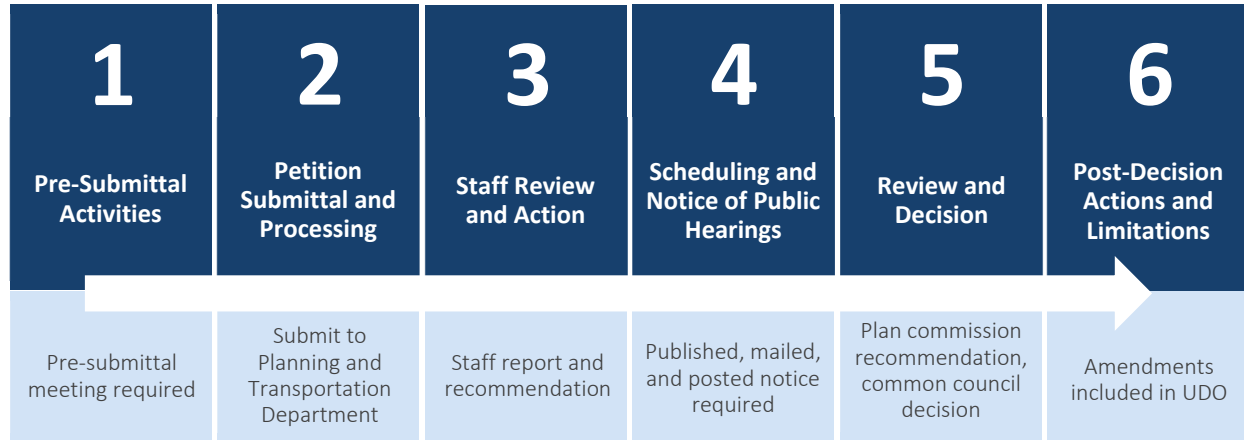 1
Pre-Submittal
Activities
Pre-submittal
meeting required
2
Petition
Submittal and
Processing
Submit to
Planning and
Transportation
Department
3
Staff Review
and Action
Staff report and
recommendation
4
Scheduling and
Notice of Public
Hearings
Published, mailed,
and posted notice
required
5
Review and
Decision
Plan commission
recommendation,
common council
decision
6
Post-Decision
Actions and
Limitations
Amendments
included in UDO